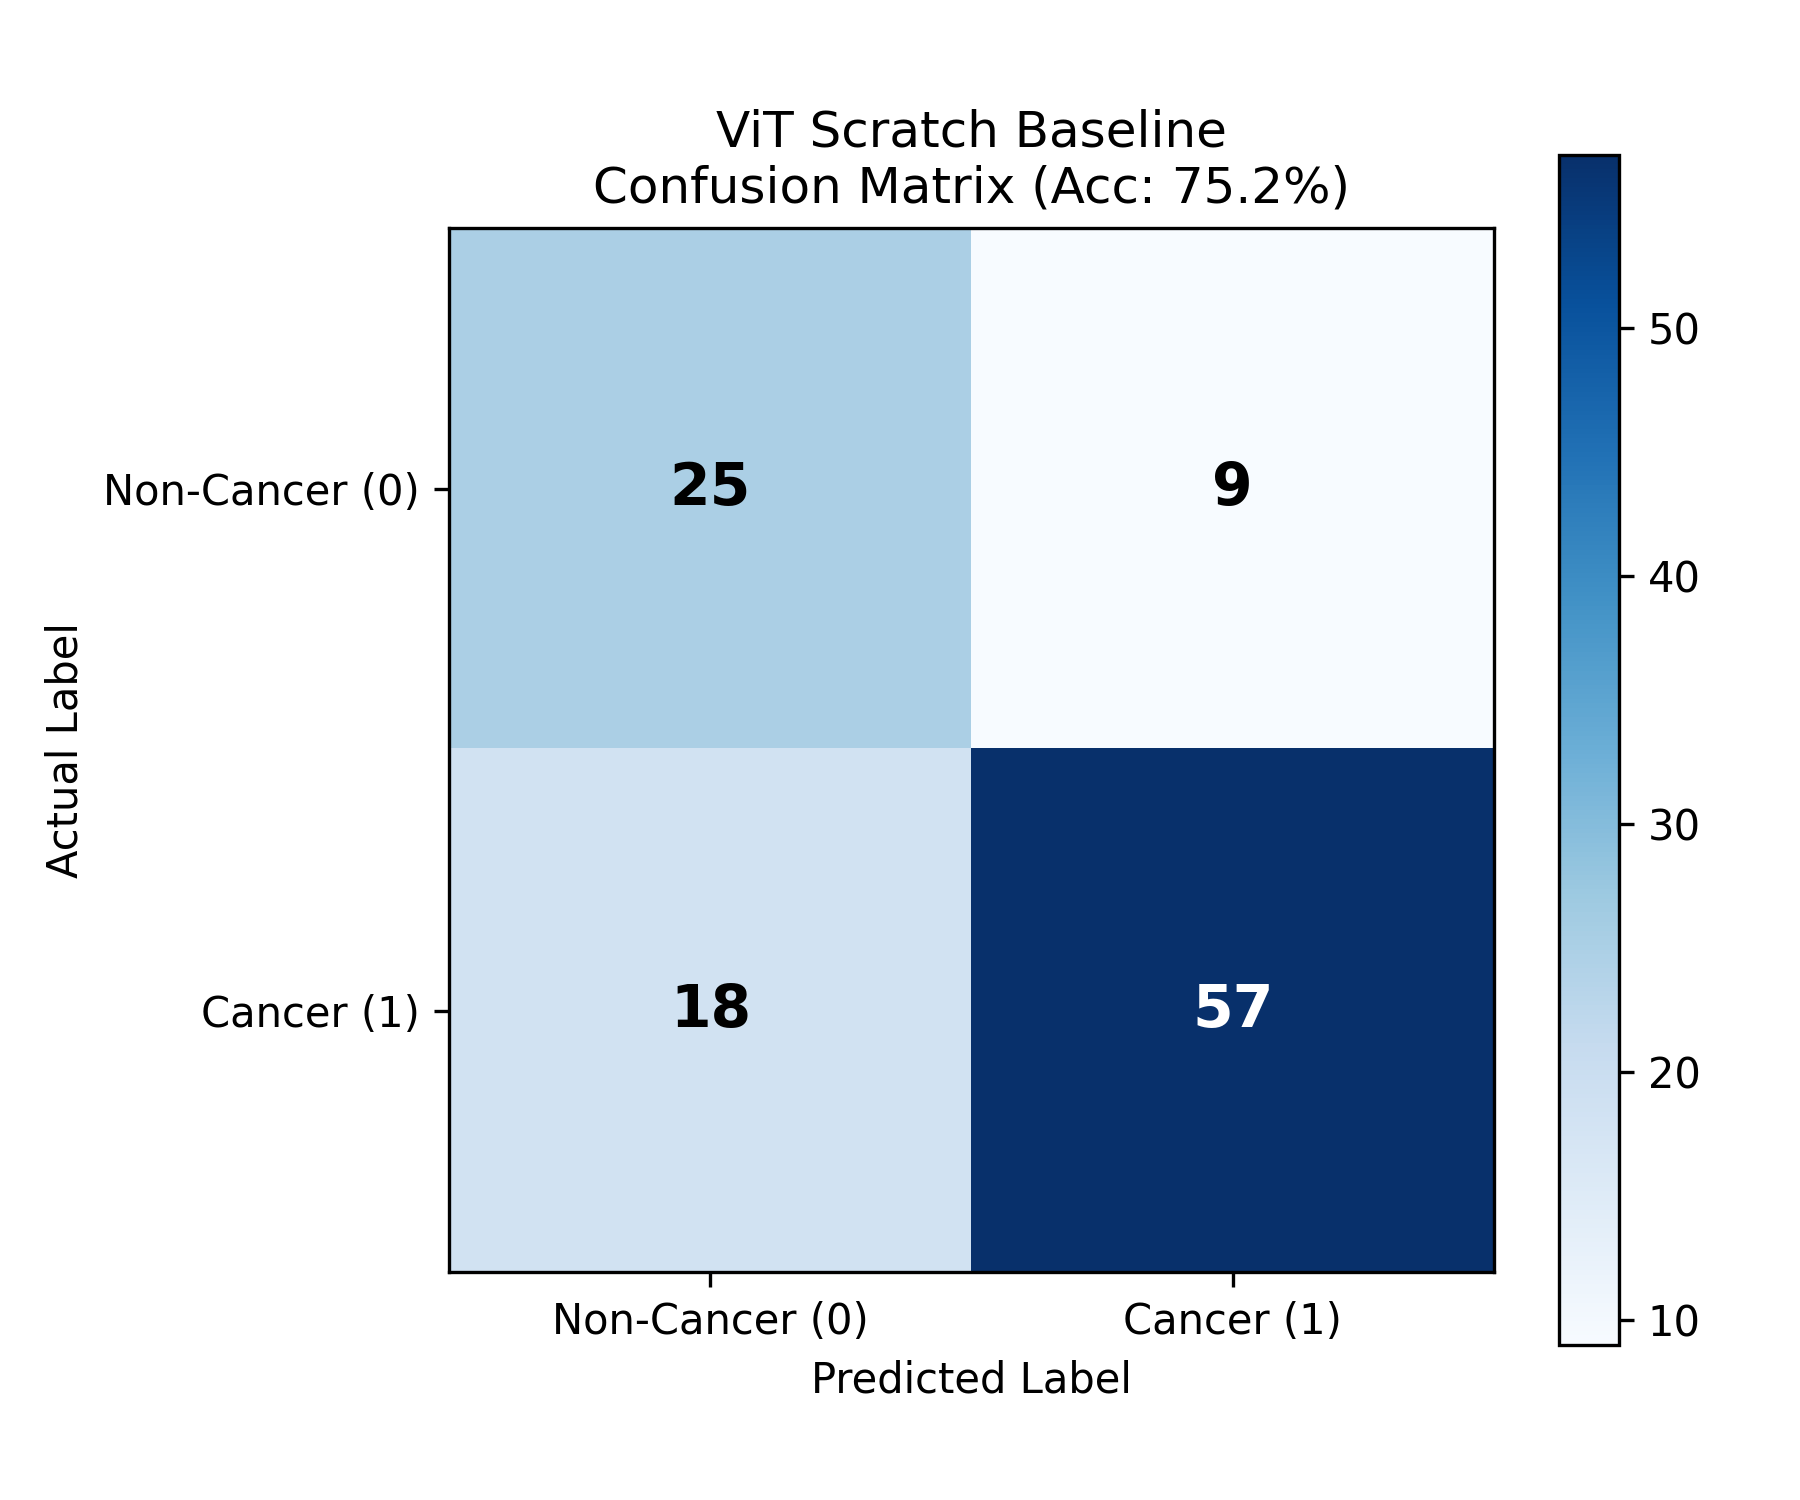 ViT Scratch Baseline
Confusion Matrix (Acc: 75.2%)
Actual Label
Non-Cancer (0)
25
9
Cancer (1)
18
57
Non-Cancer (0)
Cancer (1)
Predicted Label
50
40
30
20
10